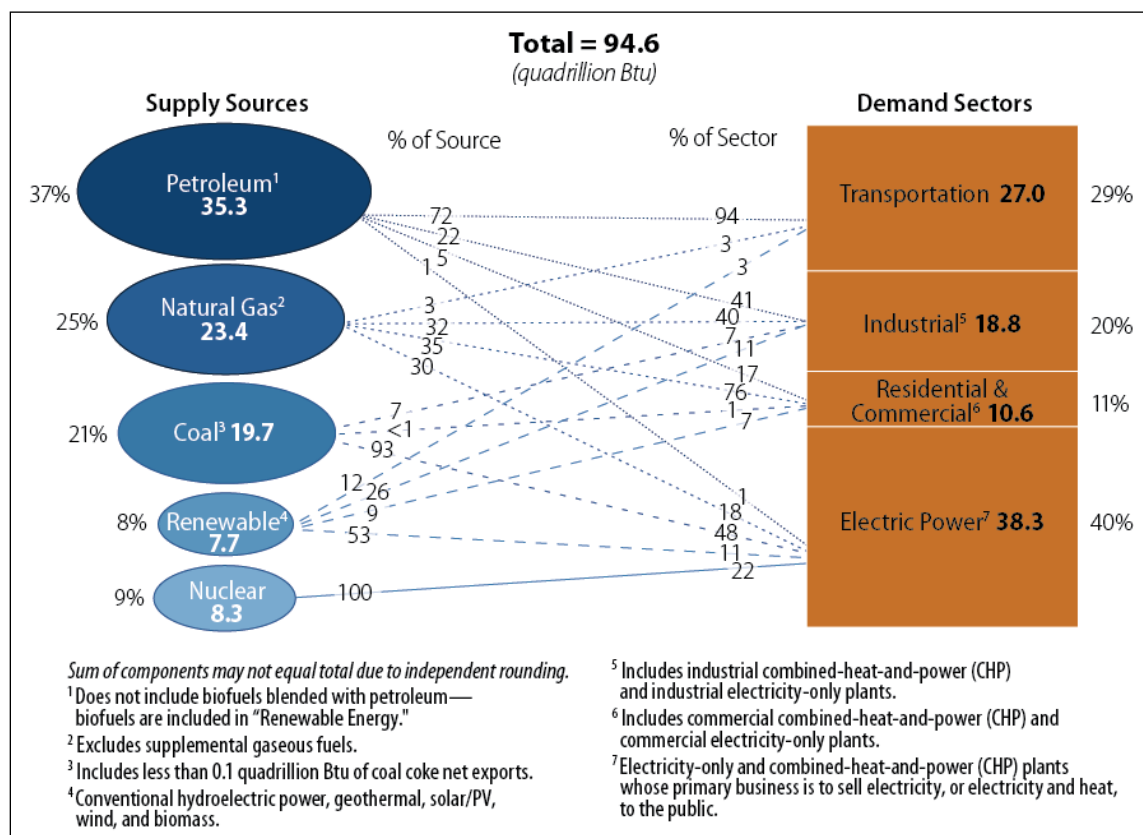 Total = 94.6
(quadrillion Btu)
Supply Sources
Demand Sectors
% of Source
% of Sector
37%
Petroleum1
35.3
25%
Natural Gas2
23.4
21%
Coal3 19.7
8%
Renewable4
7.7
9%
Nuclear
8.3
72
22
5
1
3
32
35
30
7
<1
93
12
26
9
53
100
94
3
3
41
40
7
11
17
76
1
7
1
18
48
11
22
Transportation 27.0
29%
Industrial5 18.8
20%
Residential &
Commercial6 10.6
11%
Electric Power7 38.3
40%
Sum of components may not equal total due to independent rounding.
1 Does not include biofuels blended with petroleum—
biofuels are included in “Renewable Energy."
2 Excludes supplemental gaseous fuels.
3 Includes less than 0.1 quadrillion Btu of coal coke net exports.
4 Conventional hydroelectric power, geothermal, solar/PV,
wind, and biomass.
5 Includes industrial combined-heat-and-power (CHP)
and industrial electricity-only plants.
6 Includes commercial combined-heat-and-power (CHP) and
commercial electricity-only plants.
7 Electricity-only and combined-heat-and-power (CHP) plants
whose primary business is to sell electricity, or electricity and heat,
to the public.